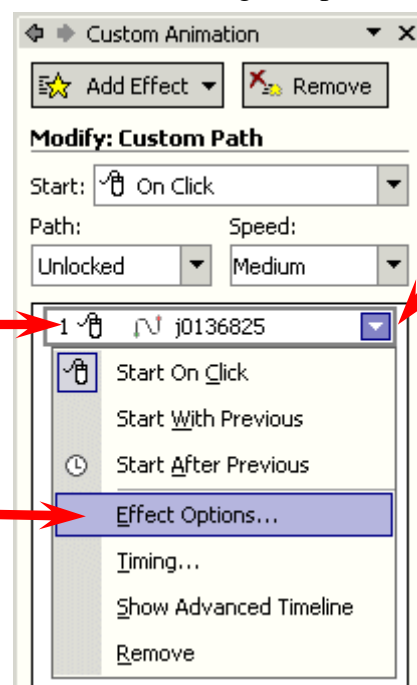 Custom Animation
Add Effect Remove
Modify: Custom Path
Start: On Click
Path: Speed:
Unlocked Medium
1 j0136825
Start On Click
Start With Previous
Start After Previous
Effect Options...
Timing...
Show Advanced Timeline
Remove